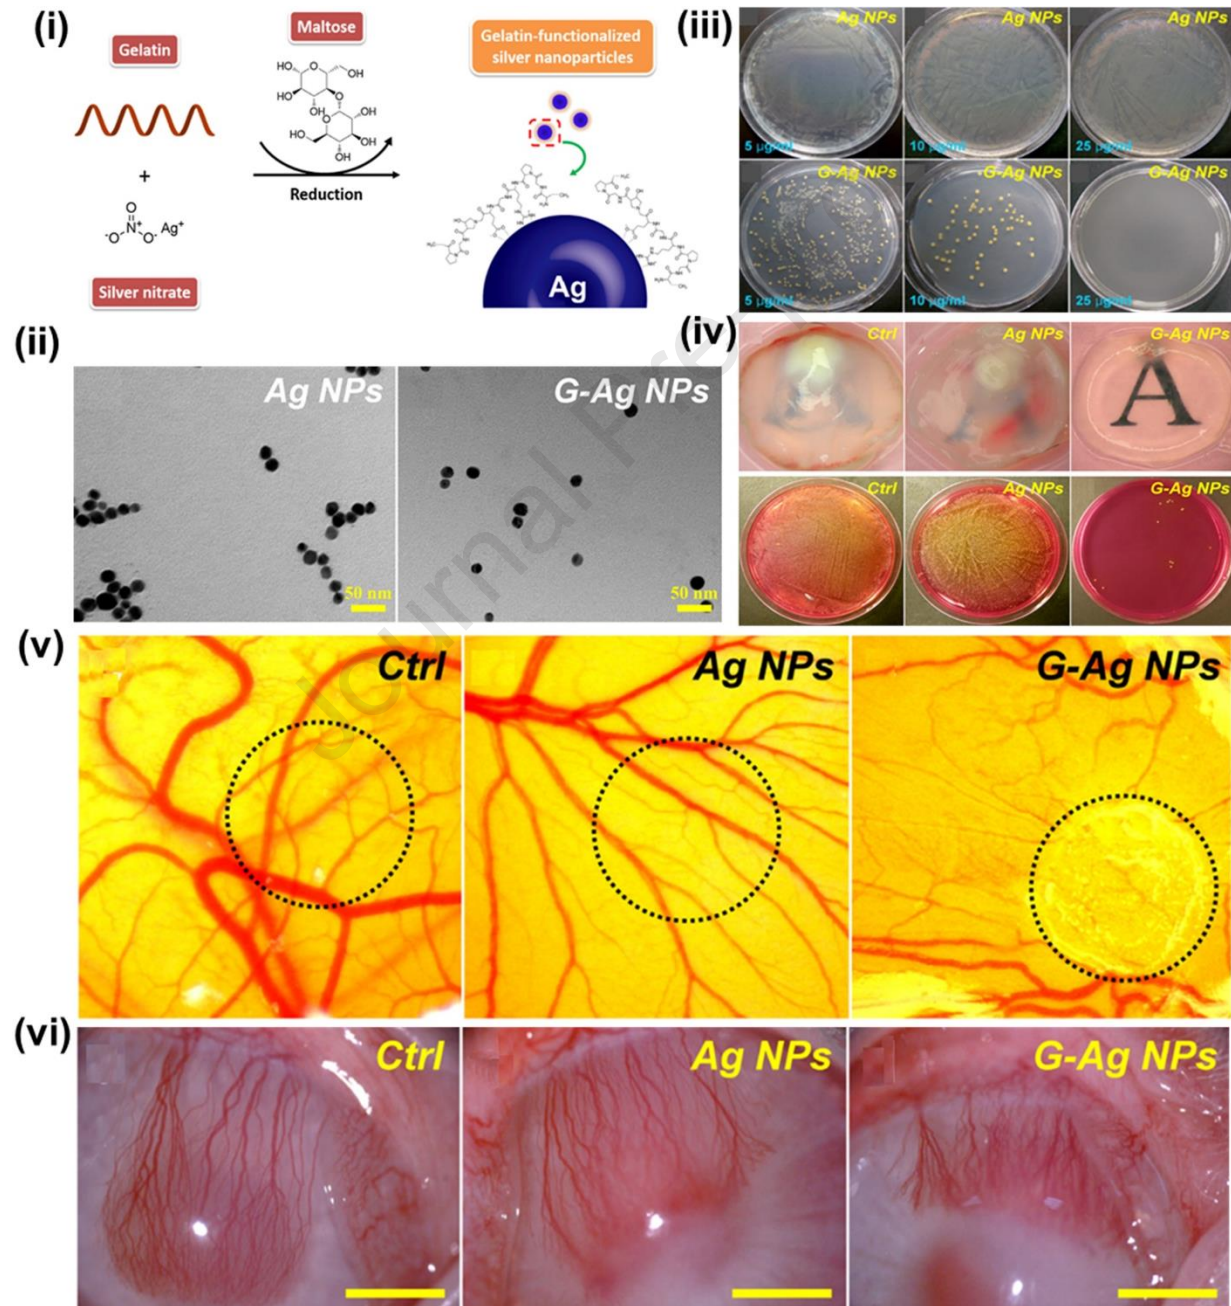 (i)
Gelatin
+
O
-O
N+
O-
Ag+
Silver nitrate
Maltose
Reduction
Gelatin-functionalized
silver nanoparticles
Ag
(ii)
Ag NPs
50 nm
G-Ag NPs
50 nm
(iii)
Ag NPs
5 µg/ml
Ag NPs
10 µg/ml
Ag NPs
25 µg/ml
G-Ag NPs
5 µg/ml
G-Ag NPs
10 µg/ml
G-Ag NPs
25 µg/ml
(iv)
Ctrl
Ag NPs
G-Ag NPs
A
Ctrl
Ag NPs
G-Ag NPs
Journal Pre
(v)
Ctrl
Ag NPs
G-Ag NPs
(vi)
Ctrl
Ag NPs
G-Ag NPs